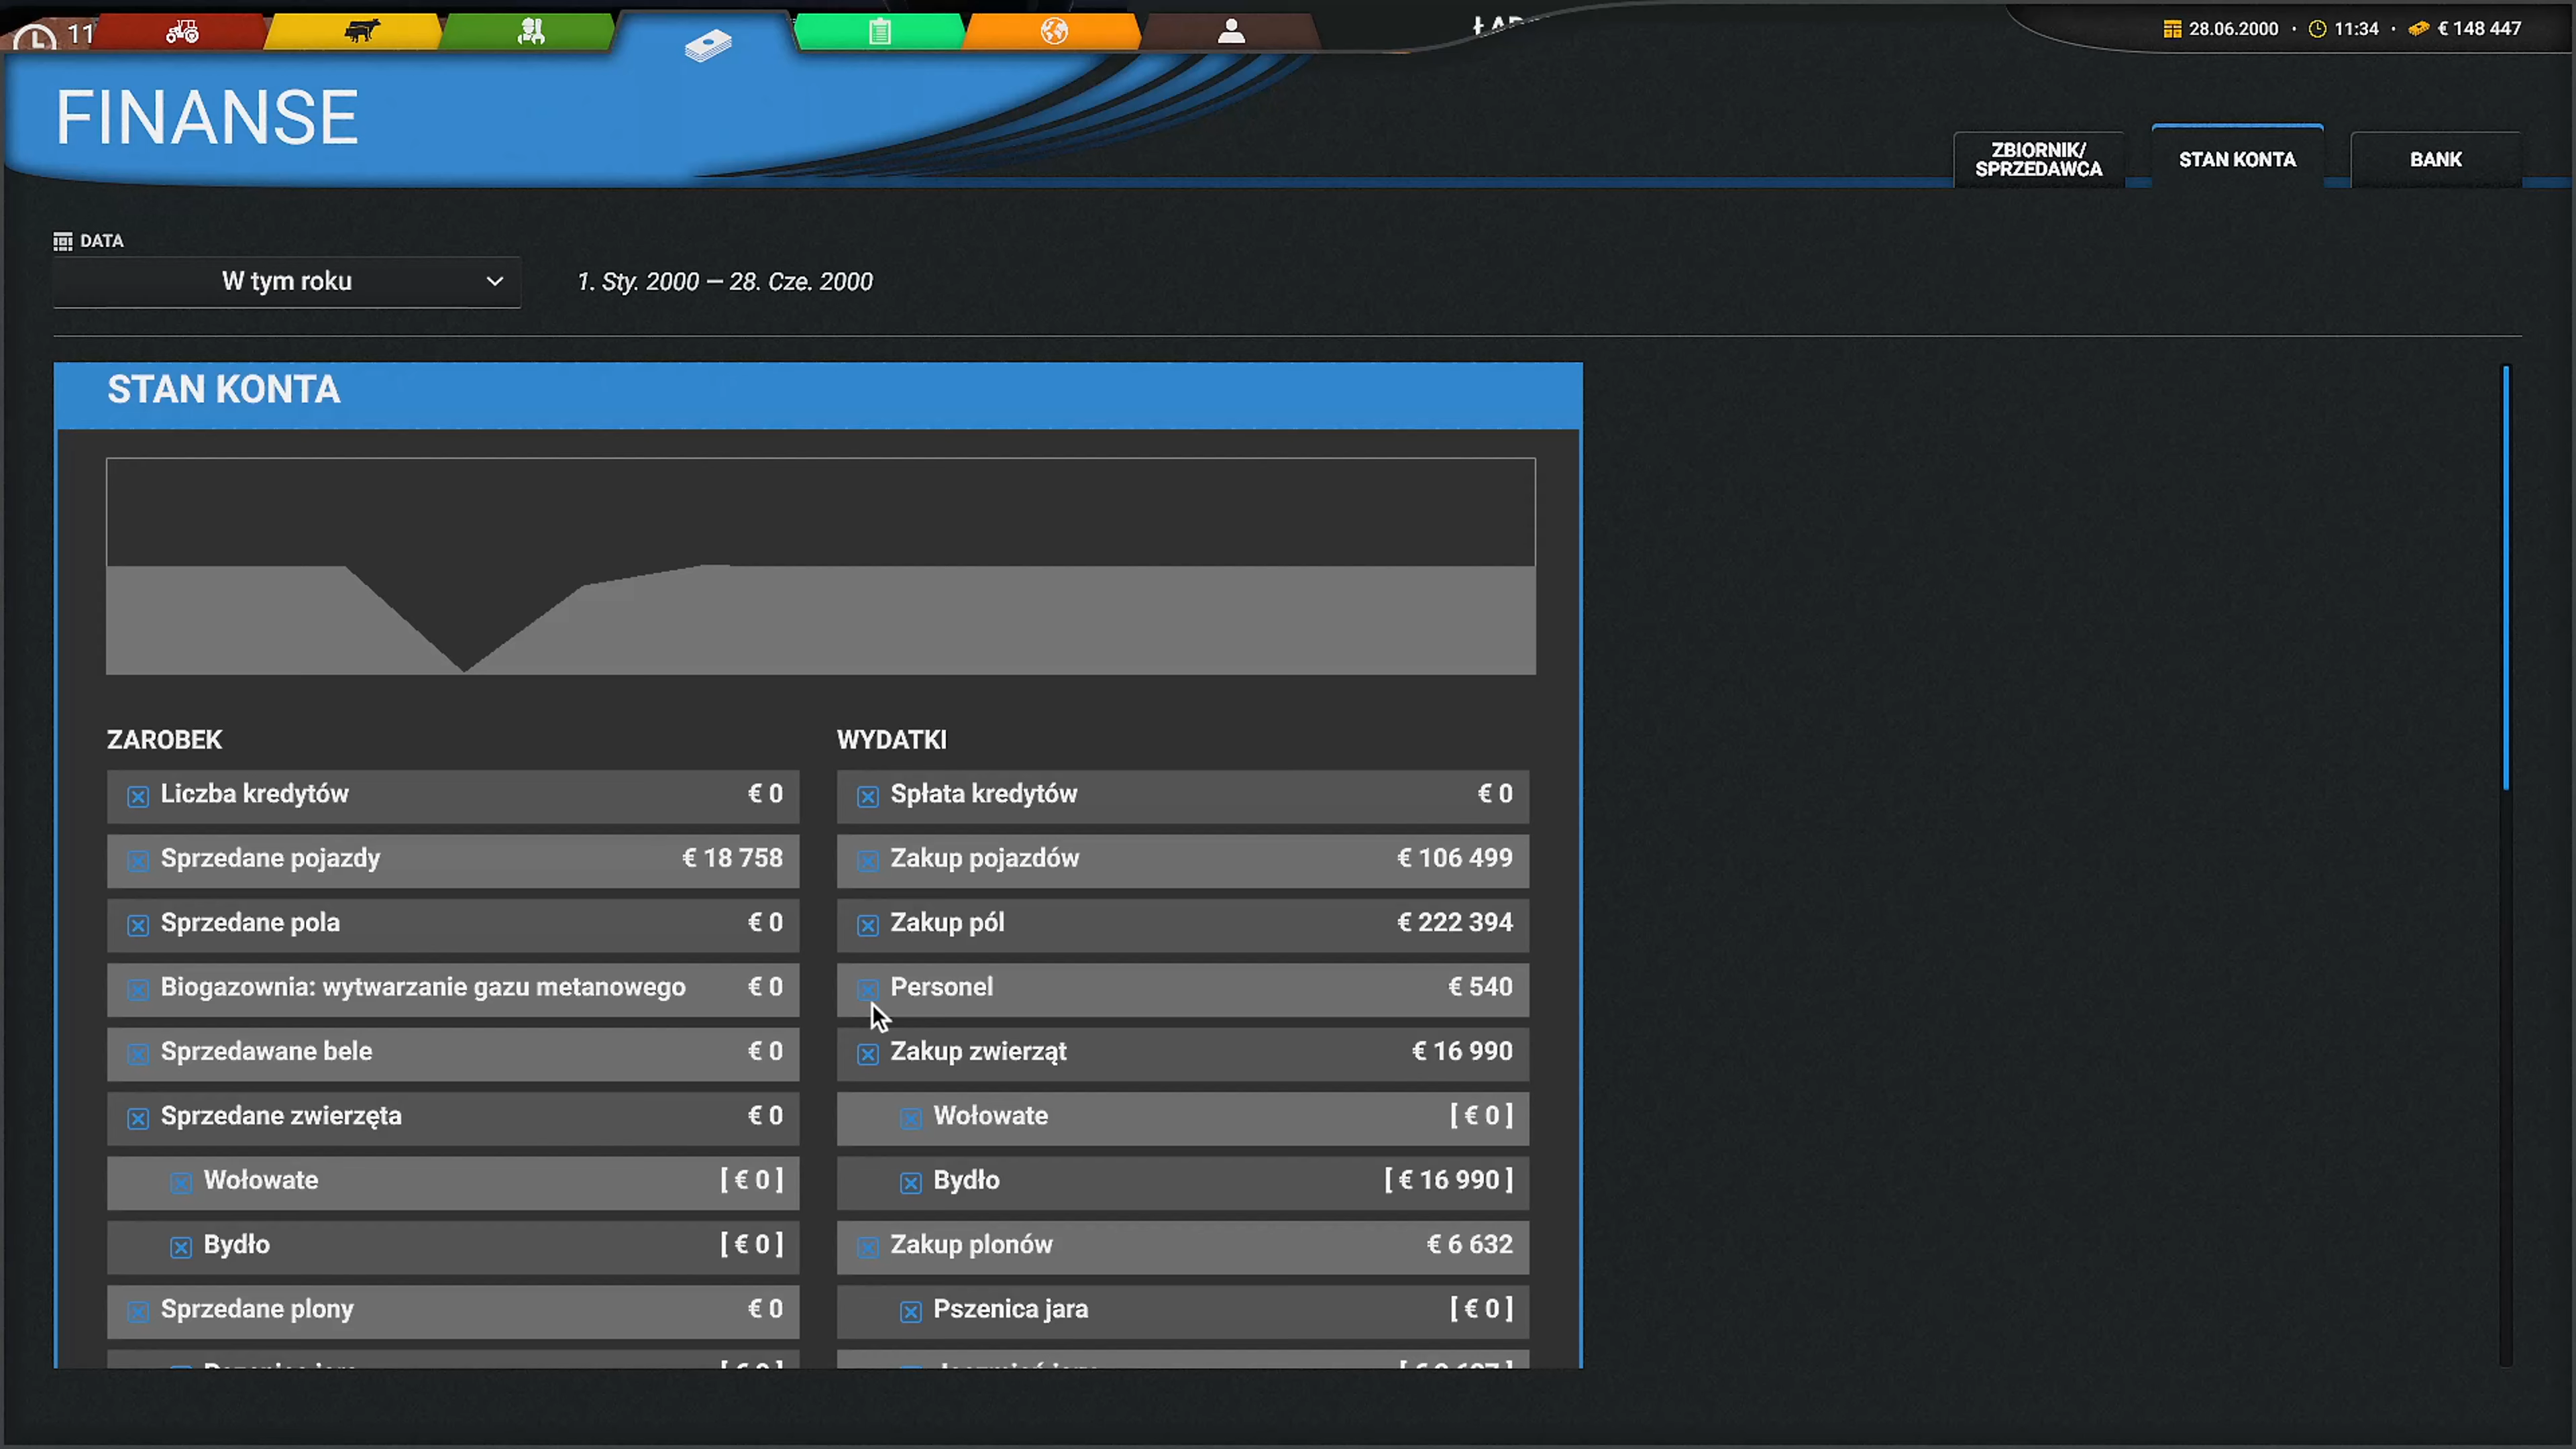 11
28.06.2000 · 11:34 · € 148 447
FINANSE
ZBIORNIK/
SPRZEDAWCA
STAN KONTA
BANK
DATA
W tym roku
1. Sty. 2000 — 28. Cze. 2000
STAN KONTA
ZAROBEK
WYDATKI
Liczba kredytów € 0
Spłata kredytów € 0
Sprzedane pojazdy € 18 758
Zakup pojazdów € 106 499
Sprzedane pola € 0
Zakup pól € 222 394
Biogazownia: wytwarzanie gazu metanowego € 0
Personel € 540
Sprzedawane bele € 0
Zakup zwierząt € 16 990
Sprzedane zwierzęta € 0
Wołowate [ € 0 ]
Wołowate [ € 0 ]
Bydło [ € 16 990 ]
Bydło [ € 0 ]
Zakup plonów € 6 632
Sprzedane plony € 0
Pszenica jara [ € 0 ]